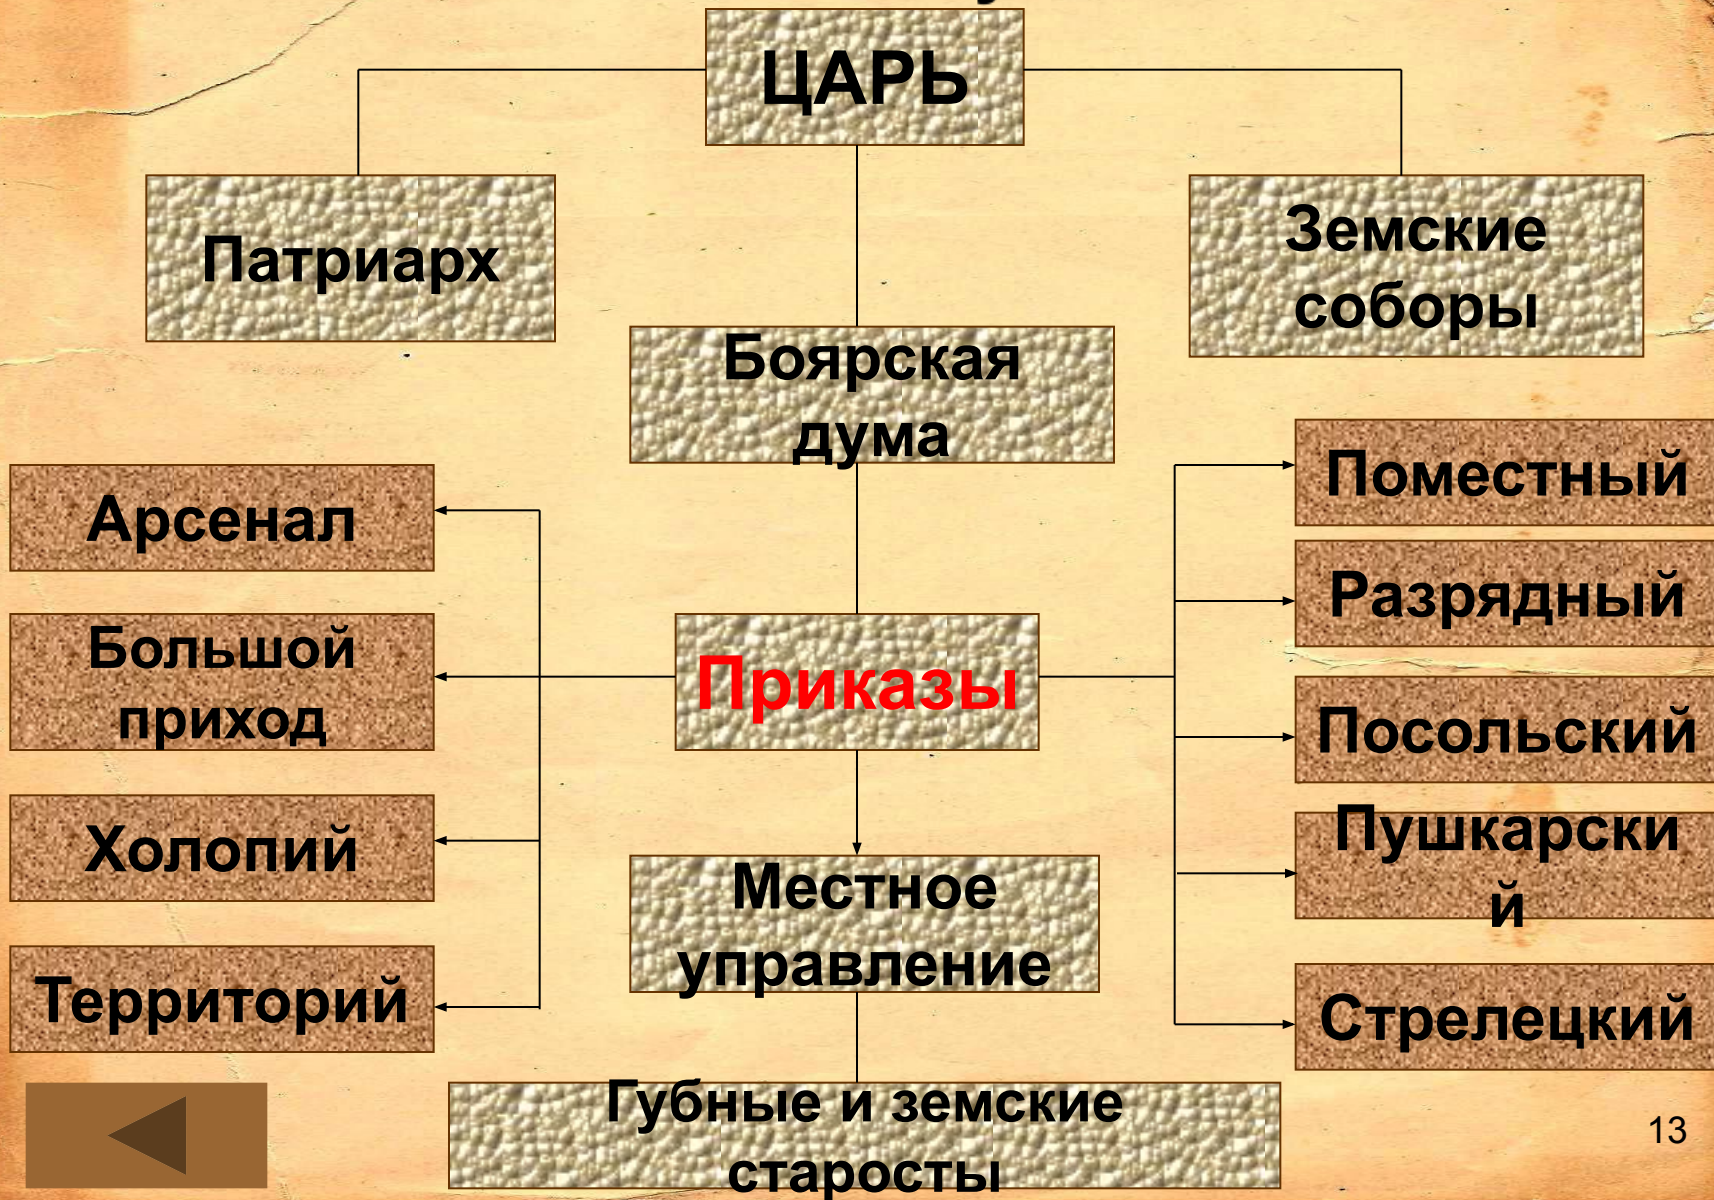 ЦАРЬ
Патриарх
Земские
соборы
Боярская
дума
Арсенал
Большой
приход
Холопий
Территорий
Приказы
Поместный
Разрядный
Посольский
Пушкарски
й
Стрелецкий
Местное
управление
Губные и земские
старосты
13